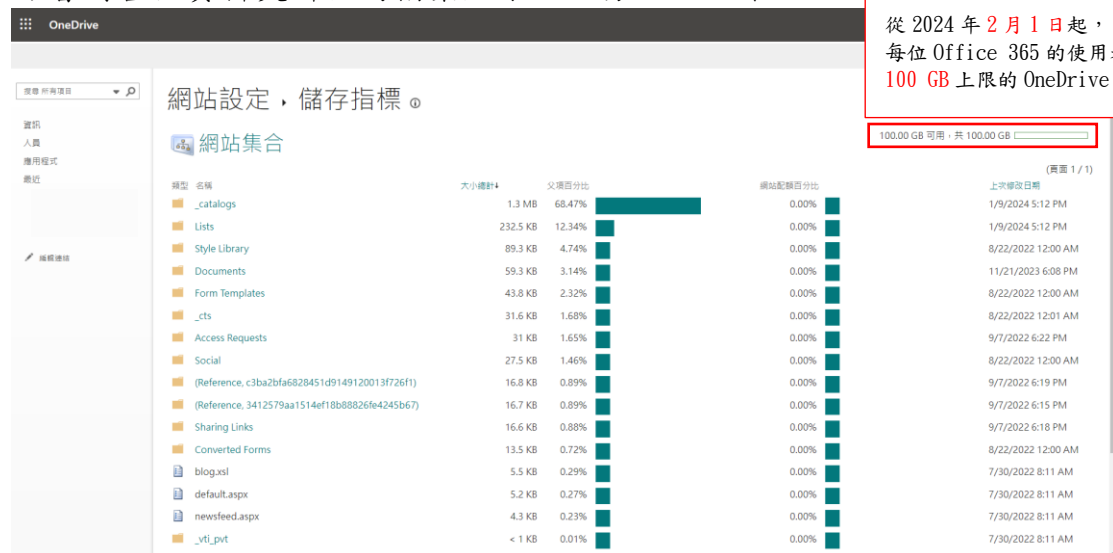 OneDrive
從 2024 年 2 月 1 日起，
每位 Office 365 的使用
100 GB 上限的 OneDrive
搜尋所有項目
網站設定 › 儲存指標
資訊
人員
應用程式
最近
編輯連結
網站集合
100.00 GB 可用，共 100.00 GB
(頁面 1 / 1)
類型 名稱 大小總計↓ 父項百分比 網站配額百分比 上次修改日期
_catalogs 1.3 MB 68.47% 0.00% 1/9/2024 5:12 PM
Lists 232.5 KB 12.34% 0.00% 1/9/2024 5:12 PM
Style Library 89.3 KB 4.74% 0.00% 8/22/2022 12:00 AM
Documents 59.3 KB 3.14% 0.00% 11/21/2023 6:08 PM
Form Templates 43.8 KB 2.32% 0.00% 8/22/2022 12:00 AM
_cts 31.6 KB 1.68% 0.00% 8/22/2022 12:01 AM
Access Requests 31 KB 1.65% 0.00% 9/7/2022 6:22 PM
Social 27.5 KB 1.46% 0.00% 8/22/2022 12:00 AM
(Reference, c3ba2bfa6828451d9149120013f726f1) 16.8 KB 0.89% 0.00% 9/7/2022 6:19 PM
(Reference, 3412579aa1514ef18b88826fe4245b67) 16.7 KB 0.89% 0.00% 9/7/2022 6:15 PM
Sharing Links 16.6 KB 0.88% 0.00% 9/7/2022 6:18 PM
Converted Forms 13.5 KB 0.72% 0.00% 8/22/2022 12:00 AM
blog.xsl 5.5 KB 0.29% 0.00% 7/30/2022 8:11 AM
default.aspx 5.2 KB 0.27% 0.00% 7/30/2022 8:11 AM
newsfeed.aspx 4.3 KB 0.23% 0.00% 7/30/2022 8:11 AM
_vti_pvt < 1 KB 0.01% 0.00% 7/30/2022 8:11 AM